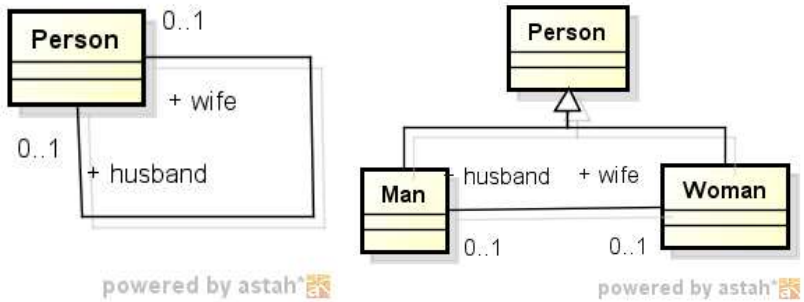 0..1
Person
+ wife
0..1
+ husband
powered by astah*
Person
Man
+ husband
+ wife
Woman
0..1
0..1
powered by astah*